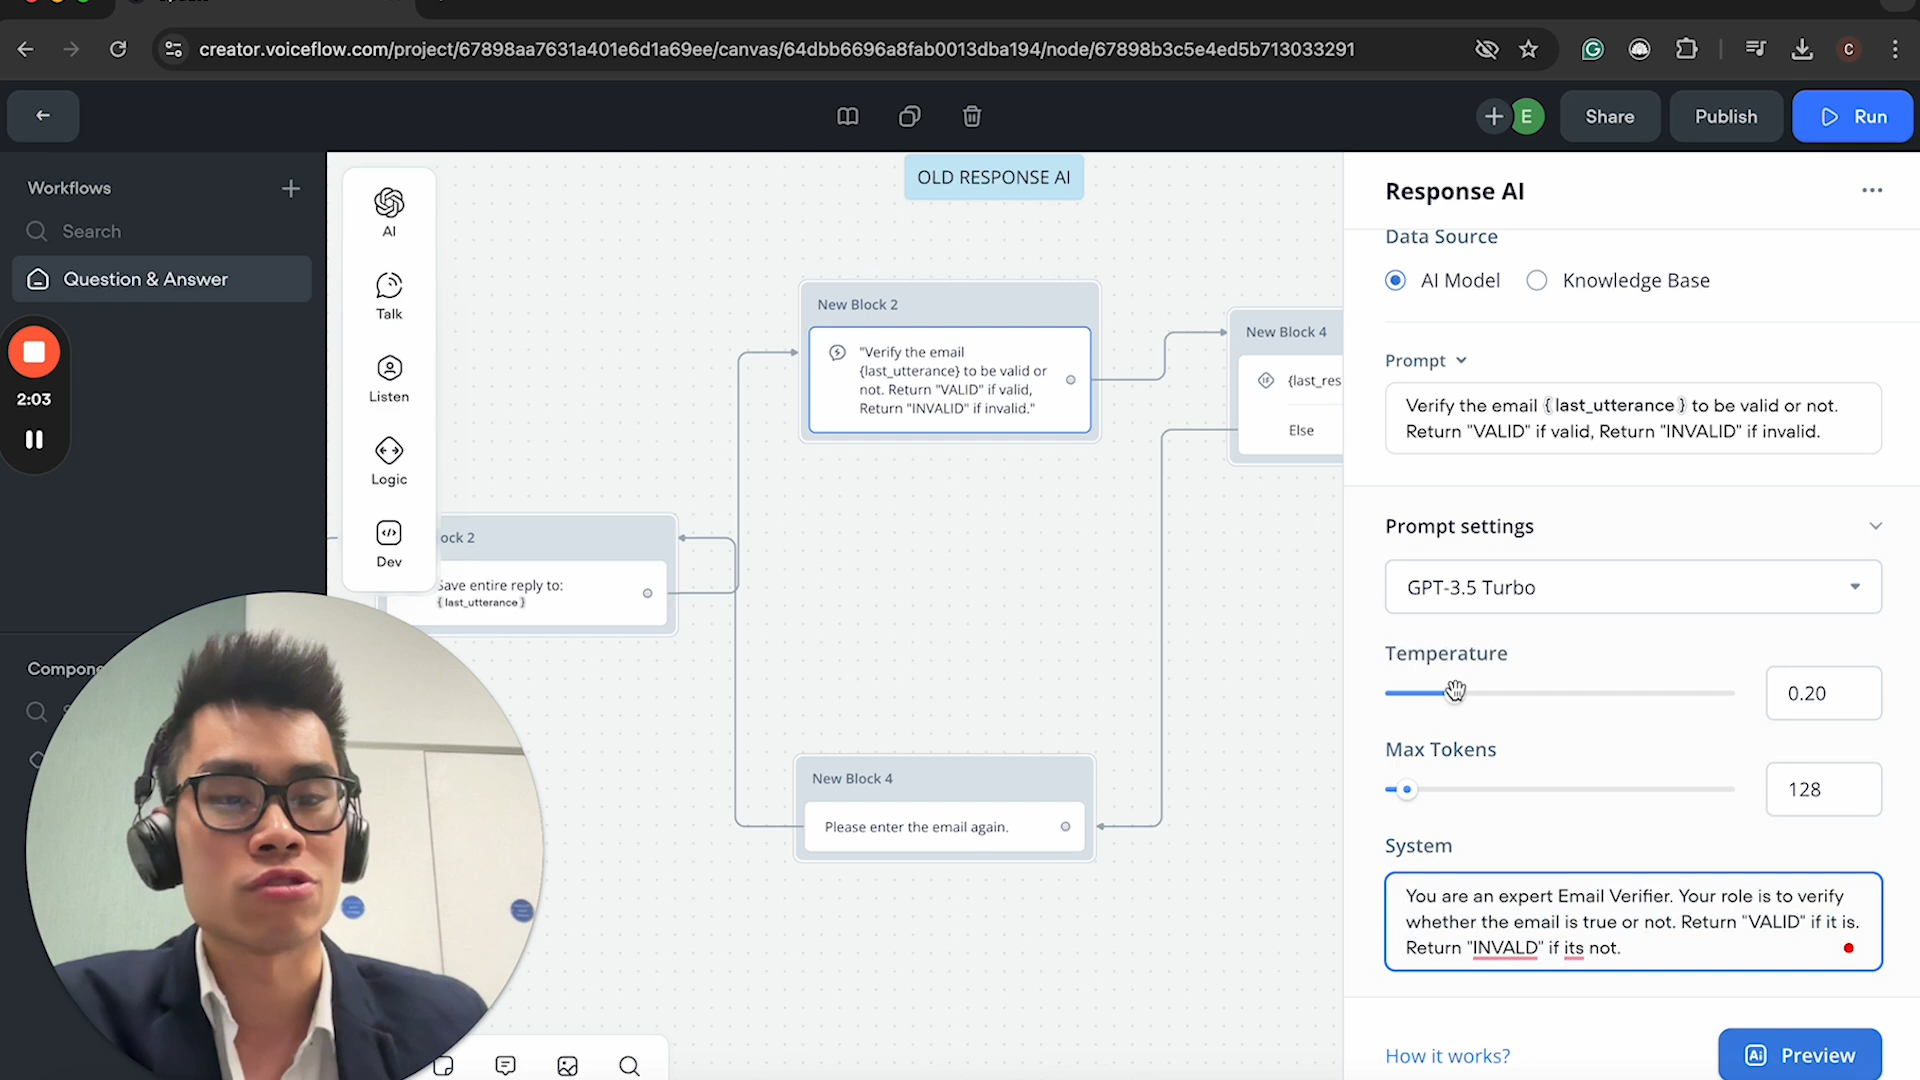 creator.voiceflow.com/project/67898aa7631a401e6d1a69ee/canvas/64dbb6696a8fab0013dba194/node/67898b3c5e4ed5b713033291
C
E
Share
Publish
Run
Workflows
Search
Question & Answer
2:03
AI
Talk
Listen
Logic
Dev
OLD RESPONSE AI
New Block 2
"Verify the email
{last_utterance} to be valid or
not. Return "VALID" if valid,
Return "INVALID" if invalid."
New Block 4
{last_res
Else
ock 2
Save entire reply to:
{last_utterance}
New Block 4
Please enter the email again.
Compone
Response AI
Data Source
AI Model
Knowledge Base
Prompt
Verify the email {last_utterance} to be valid or not.
Return "VALID" if valid, Return "INVALID" if invalid.
Prompt settings
GPT-3.5 Turbo
Temperature
0.20
Max Tokens
128
System
You are an expert Email Verifier. Your role is to verify
whether the email is true or not. Return "VALID" if it is.
Return "INVALD" if its not.
How it works?
Ai Preview